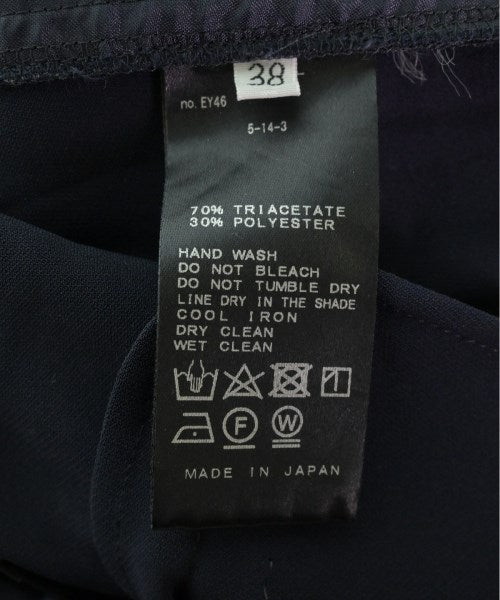 38
no. EY46
5-14-3
70% TRIACETATE
30% POLYESTER
HAND WASH
DO NOT BLEACH
DO NOT TUMBLE DRY
LINE DRY IN THE SHADE
COOL IRON
DRY CLEAN
WET CLEAN
F W
MADE IN JAPAN